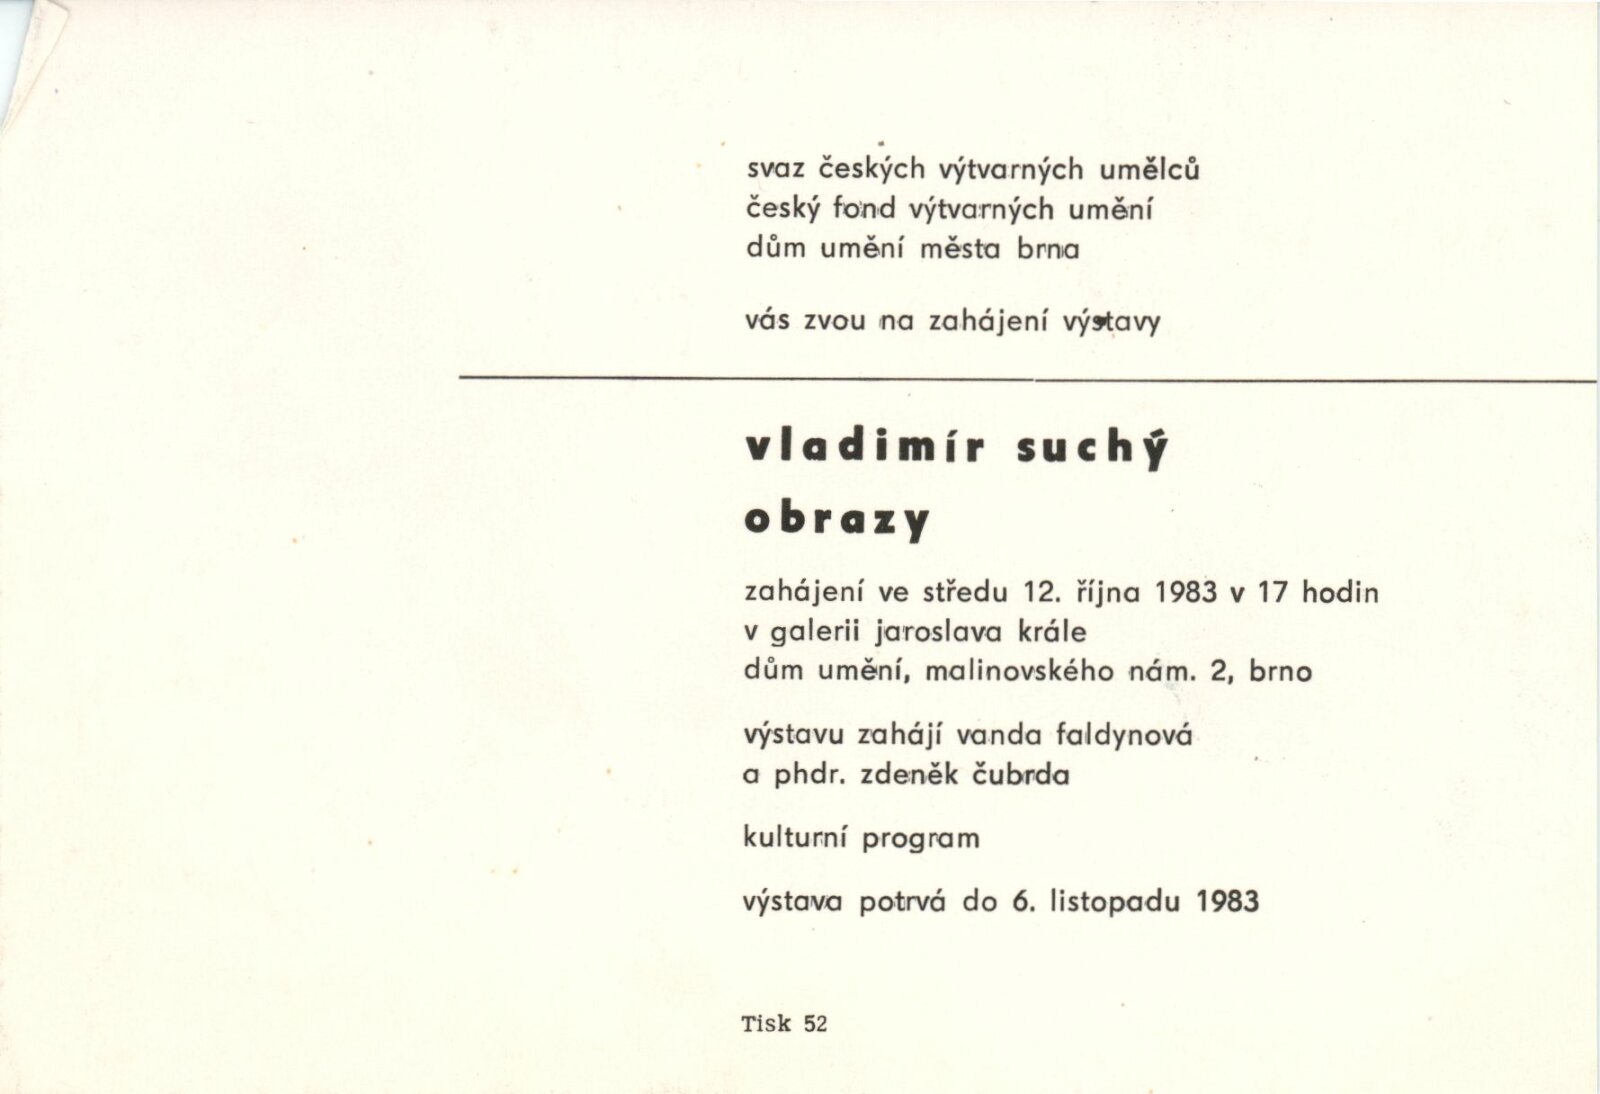 svaz českých výtvarných umělců
český fond výtvarných umění
dům umění města brna
vás zvou na zahájení výstavy
vladimír suchý
obrazy
zahájení ve středu 12. října 1983 v 17 hodin
v galerii jaroslava krále
dům umění, malinovského nám. 2, brno
výstavu zahájí vanda faldynová
a phdr. zdeněk čubrda
kulturní program
výstava potrvá do 6. listopadu 1983
Tisk 52